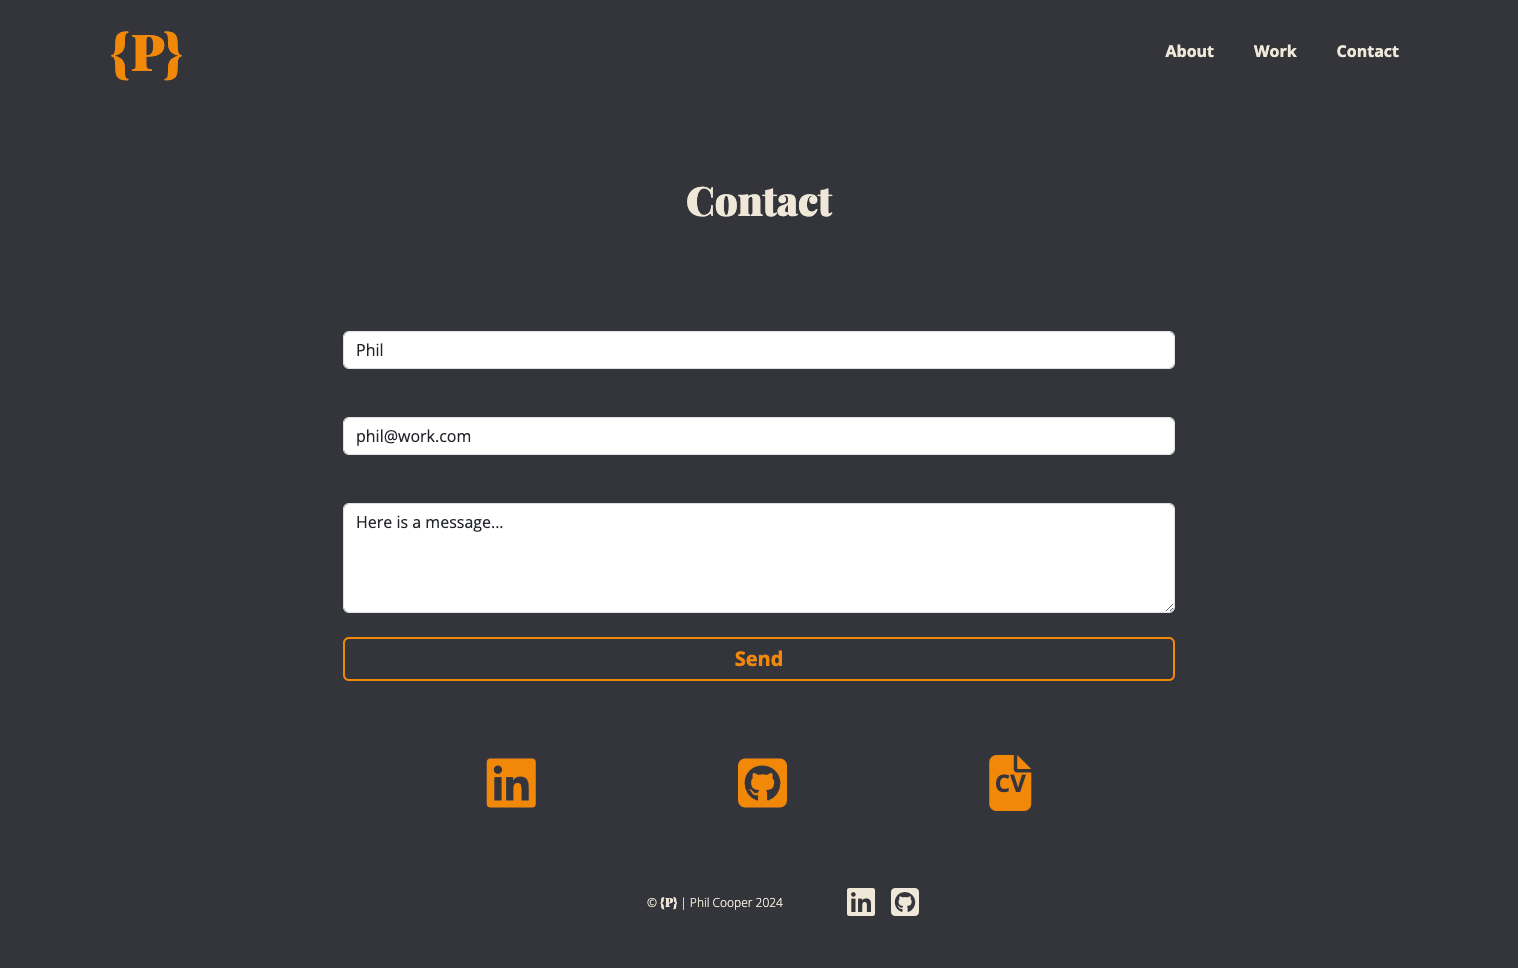 {P}
About Work Contact
Contact
Phil
phil@work.com
Here is a message...
Send
in
CV
© {P} | Phil Cooper 2024
in